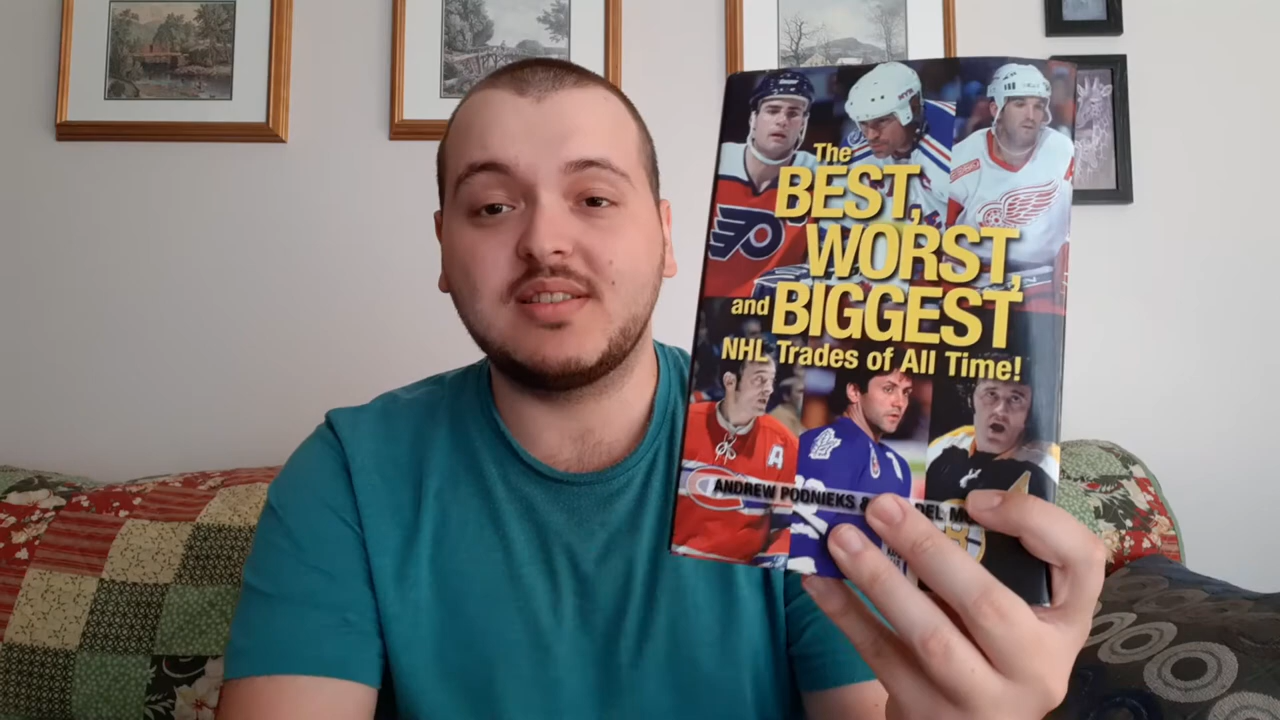 The
BEST,
WORST,
and BIGGEST
NHL Trades of All Time!
ANDREW PODNIEKS &
A